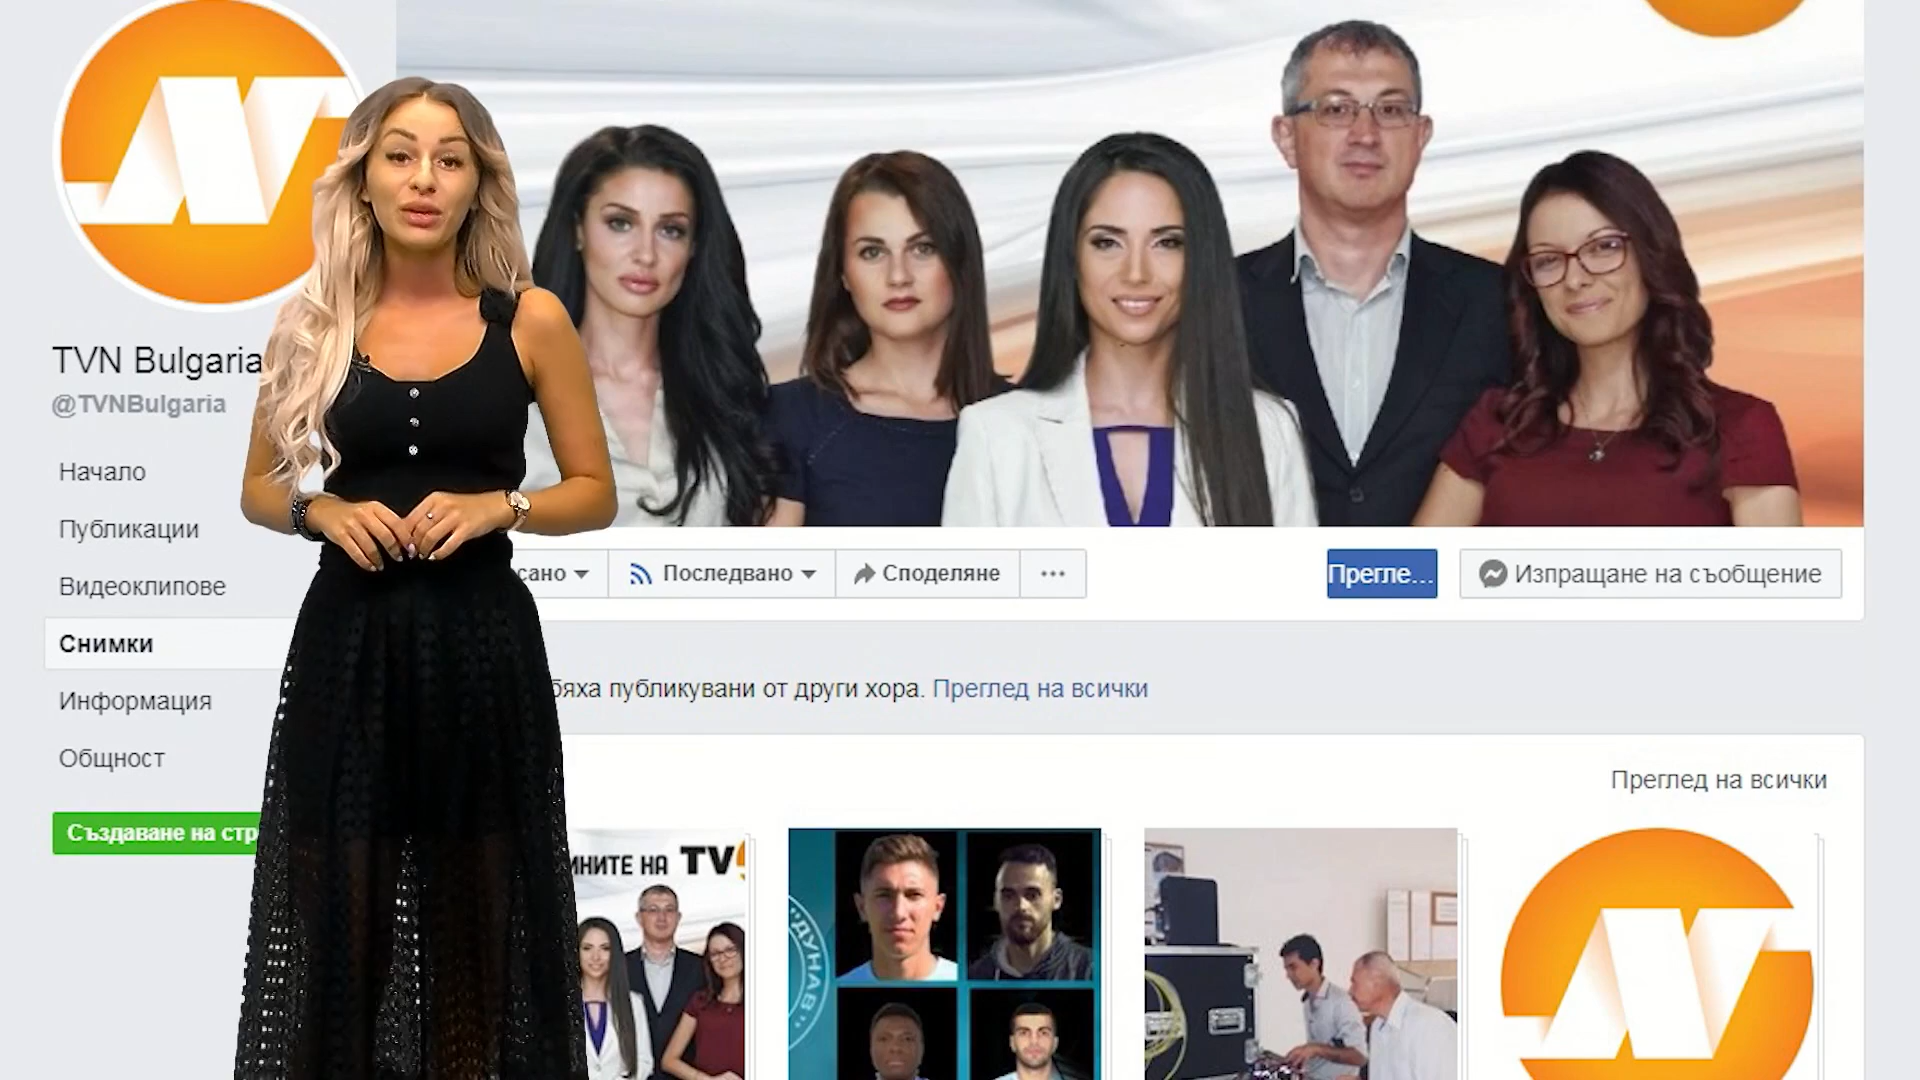 TVN Bulgaria
@TVNBulgaria
Начало
Публикации
Видеоклипове
Снимки
Информация
Общност
Създаване на стр
сано
Последвано
Споделяне
...
Прегле...
Изпращане на съобщение
бяха публикувани от други хора. Преглед на всички
Преглед на всички
ИНИТЕ НА TV
"ДУНАВ"